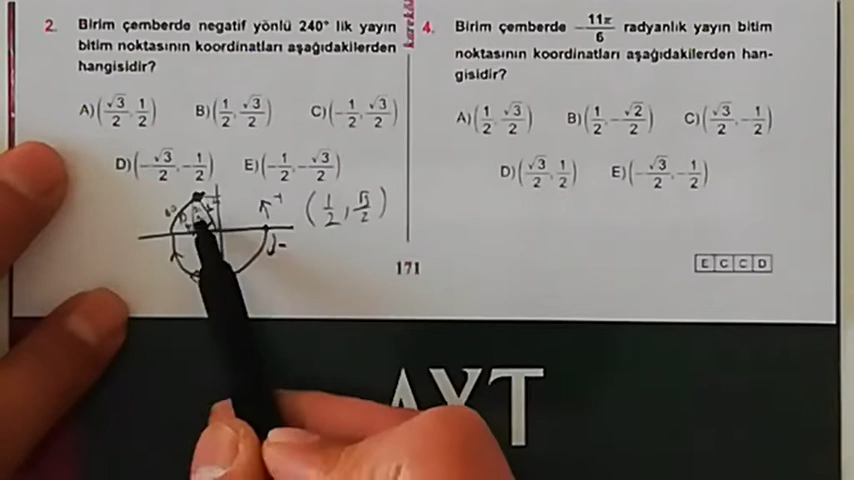 2. Birim çemberde negatif yönlü 240° lik yayın
bitim noktasının koordinatları aşağıdakilerden
hangisidir?
A) (√3/2, 1/2) B) (1/2, √3/2) C) (-1/2, √3/2)
D) (-√3/2, -1/2) E) (-1/2, -√3/2)
(1/2, √3/2)
karekök
4. Birim çemberde -11π/6 radyanlık yayın bitim
noktasının koordinatları aşağıdakilerden han-
gisidir?
A) (1/2, √3/2) B) (1/2, -√2/2) C) (√3/2, -1/2)
D) (√3/2, 1/2) E) (-√3/2, -1/2)
171
E C C D
AYT